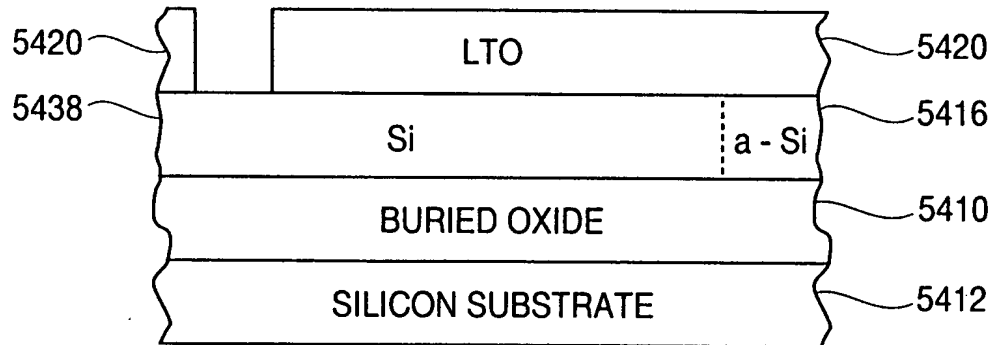 5420 LTO 5420
5438 Si a - Si 5416
BURIED OXIDE 5410
SILICON SUBSTRATE 5412